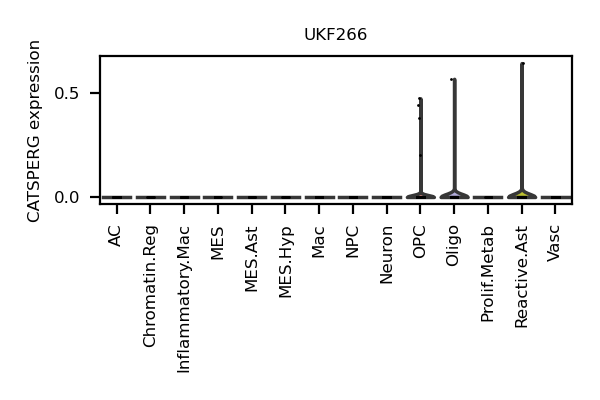 UKF266
CATSPERG expression
0.5
0.0
AC
Chromatin.Reg
Inflammatory.Mac
MES
MES.Ast
MES.Hyp
Mac
NPC
Neuron
OPC
Oligo
Prolif.Metab
Reactive.Ast
Vasc